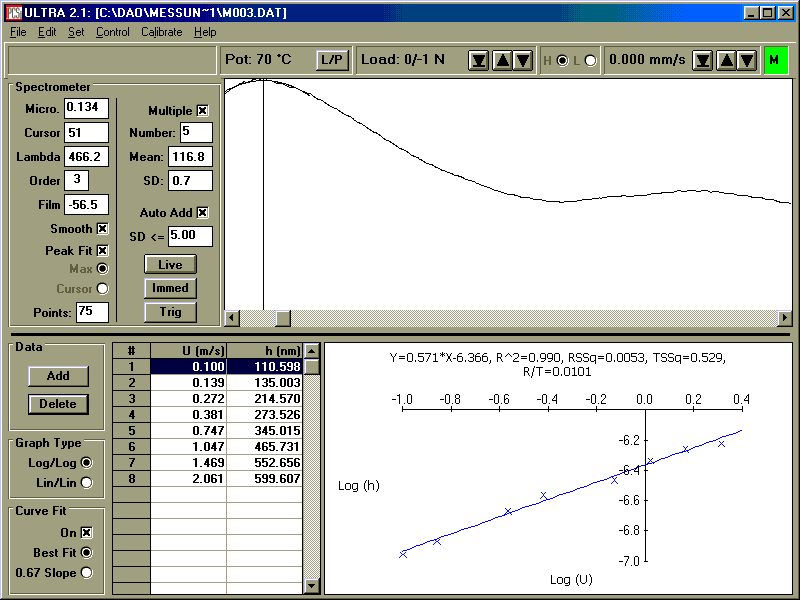 ULTRA 2.1: [C:\DAO\MESSUN~1\M003.DAT]
File Edit Set Control Calibrate Help
Pot: 70 °C L/P Load: 0/-1 N H L 0.000 mm/s M
Spectrometer
Micro. 0.134
Cursor 51
Lambda 466.2
Order 3
Film -56.5
Smooth
Peak Fit
Max
Cursor
Points: 75
Multiple
Number: 5
Mean: 116.8
SD: 0.7
Auto Add
SD <= 5.00
Live
Immed
Trig
Data
Add
Delete
Graph Type
Log/Log
Lin/Lin
Curve Fit
On
Best Fit
0.67 Slope
# U (m/s) h (nm)
1 0.100 110.598
2 0.139 135.003
3 0.272 214.570
4 0.381 273.526
5 0.747 345.015
6 1.047 465.731
7 1.469 552.656
8 2.061 599.607
Y=0.571*X-6.366, R^2=0.990, RSSq=0.0053, TSSq=0.529,
R/T=0.0101
-1.0 -0.8 -0.6 -0.4 -0.2 0.0 0.2 0.4
-6.2
-6.4
-6.6
-6.8
-7.0
Log (h)
Log (U)